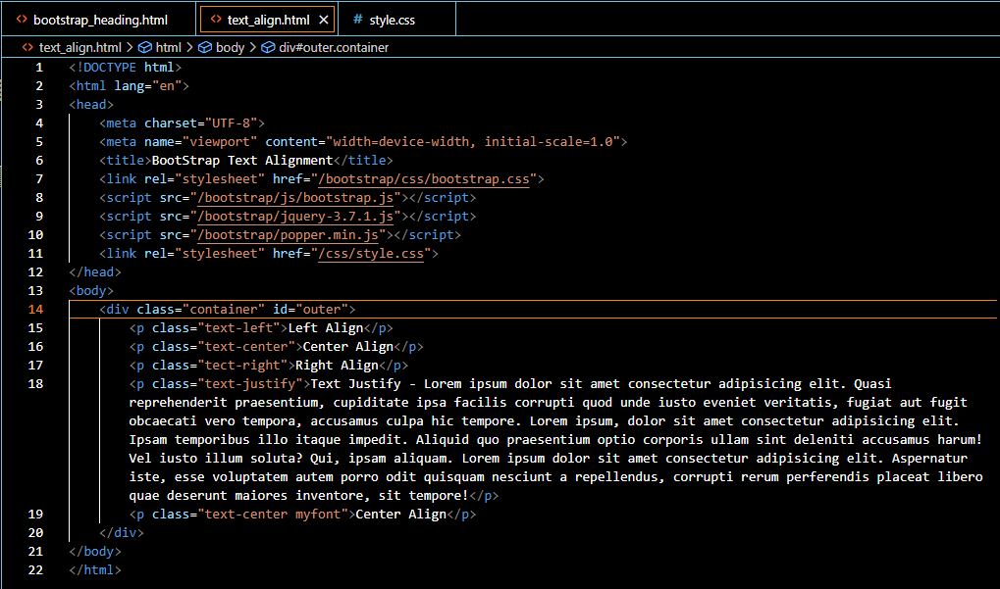 bootstrap_heading.html text_align.html style.css
text_align.html > html > body > div#outer.container
1 <!DOCTYPE html>
2 <html lang="en">
3 <head>
4 <meta charset="UTF-8">
5 <meta name="viewport" content="width=device-width, initial-scale=1.0">
6 <title>BootStrap Text Alignment</title>
7 <link rel="stylesheet" href="/bootstrap/css/bootstrap.css">
8 <script src="/bootstrap/js/bootstrap.js"></script>
9 <script src="/bootstrap/jquery-3.7.1.js"></script>
10 <script src="/bootstrap/popper.min.js"></script>
11 <link rel="stylesheet" href="/css/style.css">
12 </head>
13 <body>
14 <div class="container" id="outer">
15 <p class="text-left">Left Align</p>
16 <p class="text-center">Center Align</p>
17 <p class="tect-right">Right Align</p>
18 <p class="text-justify">Text Justify - Lorem ipsum dolor sit amet consectetur adipisicing elit. Quasi
reprehenderit praesentium, cupiditate ipsa facilis corrupti quod unde iusto eveniet veritatis, fugiat aut fugit
obcaecati vero tempora, accusamus culpa hic tempore. Lorem ipsum, dolor sit amet consectetur adipisicing elit.
Ipsam temporibus illo itaque impedit. Aliquid quo praesentium optio corporis ullam sint deleniti accusamus harum!
Vel iusto illum soluta? Qui, ipsam aliquam. Lorem ipsum dolor sit amet consectetur adipisicing elit. Aspernatur
iste, esse voluptatem autem porro odit quisquam nesciunt a repellendus, corrupti rerum perferendis placeat libero
quae deserunt maiores inventore, sit tempore!</p>
19 <p class="text-center myfont">Center Align</p>
20 </div>
21 </body>
22 </html>